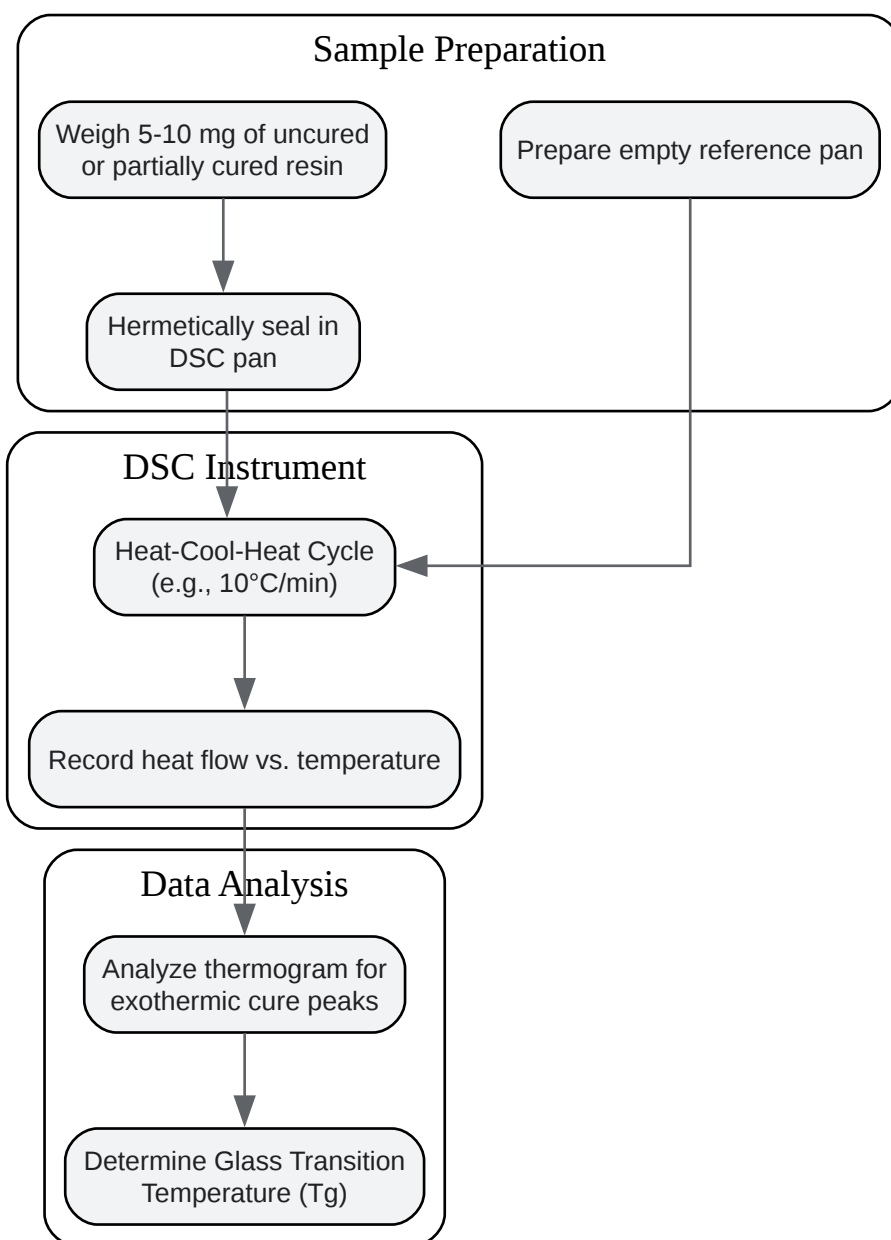 Sample Preparation
Weigh 5-10 mg of uncured
or partially cured resin
Prepare empty reference pan
Hermetically seal in
DSC pan
DSC Instrument
Heat-Cool-Heat Cycle
(e.g., 10°C/min)
Record heat flow vs. temperature
Data Analysis
Analyze thermogram for
exothermic cure peaks
Determine Glass Transition
Temperature (Tg)